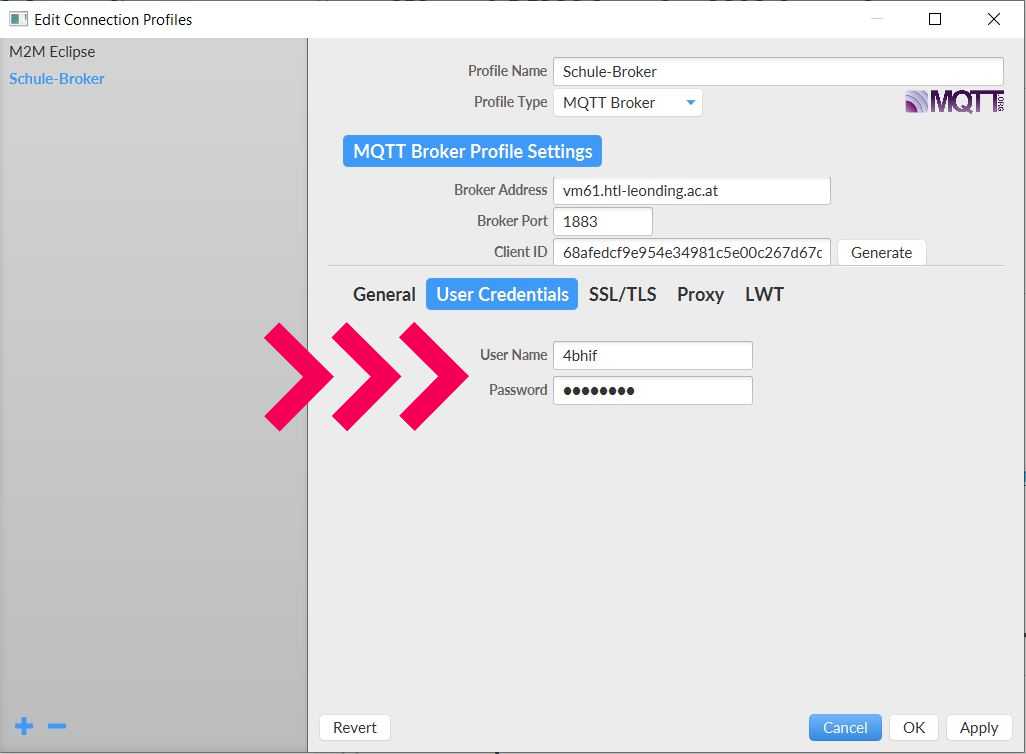 Edit Connection Profiles
M2M Eclipse
Schule-Broker
Profile Name Schule-Broker
Profile Type MQTT Broker
MQTT.ORG
MQTT Broker Profile Settings
Broker Address vm61.htl-leonding.ac.at
Broker Port 1883
Client ID 68afedcf9e954e34981c5e00c267d67c Generate
General User Credentials SSL/TLS Proxy LWT
User Name 4bhif
Password ●●●●●●●●
Revert Cancel OK Apply